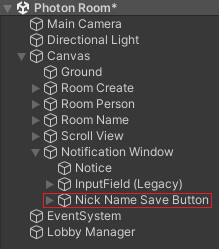 Photon Room*
Main Camera
Directional Light
Canvas
Ground
Room Create
Room Person
Room Name
Scroll View
Notification Window
Notice
InputField (Legacy)
Nick Name Save Button
EventSystem
Lobby Manager